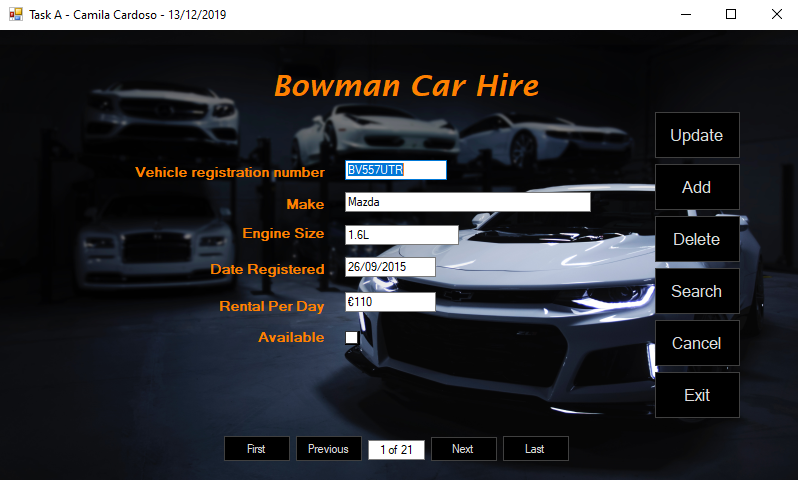 Task A - Camila Cardoso - 13/12/2019
Bowman Car Hire
Vehicle registration number BV557UTR
Make Mazda
Engine Size 1.6L
Date Registered 26/09/2015
Rental Per Day €110
Available
Update
Add
Delete
Search
Cancel
Exit
First Previous 1 of 21 Next Last